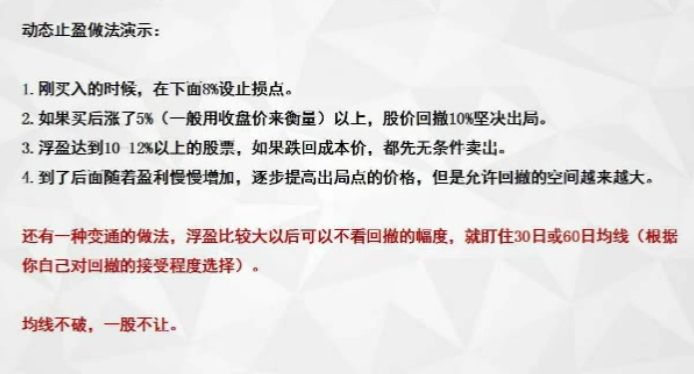 动态止盈做法演示：
1. 刚买入的时候，在下面8%设止损点。
2. 如果买后涨了5%（一般用收盘价来衡量）以上，股价回撤10%坚决出局。
3. 浮盈达到10-12%以上的股票，如果跌回成本价，都先无条件卖出。
4. 到了后面随着盈利慢慢增加，逐步提高出局点的价格，但是允许回撤的空间越来越大。
还有一种变通的做法，浮盈比较大以后可以不看回撤的幅度，就盯住30日或60日均线（根据
你自己对回撤的接受程度选择）。
均线不破，一股不让。